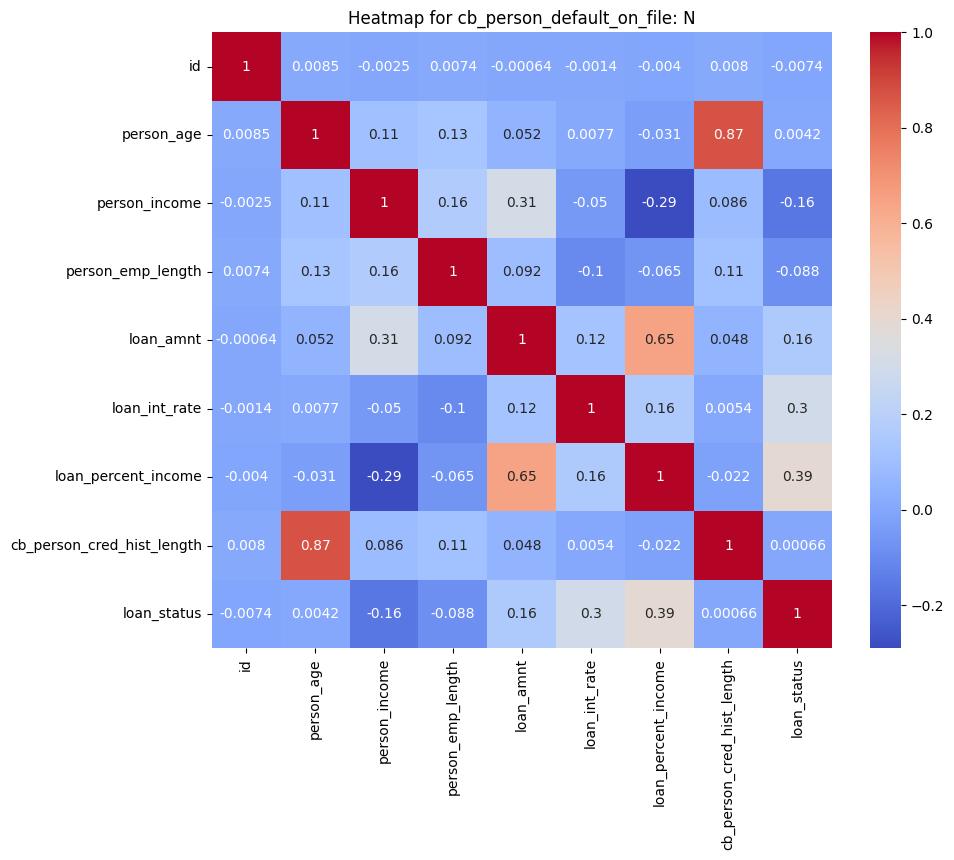 Heatmap for cb_person_default_on_file: N
id 1 0.0085 -0.0025 0.0074 -0.00064 -0.0014 -0.004 0.008 -0.0074
person_age 0.0085 1 0.11 0.13 0.052 0.0077 -0.031 0.87 0.0042
person_income -0.0025 0.11 1 0.16 0.31 -0.05 -0.29 0.086 -0.16
person_emp_length 0.0074 0.13 0.16 1 0.092 -0.1 -0.065 0.11 -0.088
loan_amnt -0.00064 0.052 0.31 0.092 1 0.12 0.65 0.048 0.16
loan_int_rate -0.0014 0.0077 -0.05 -0.1 0.12 1 0.16 0.0054 0.3
loan_percent_income -0.004 -0.031 -0.29 -0.065 0.65 0.16 1 -0.022 0.39
cb_person_cred_hist_length 0.008 0.87 0.086 0.11 0.048 0.0054 -0.022 1 0.00066
loan_status -0.0074 0.0042 -0.16 -0.088 0.16 0.3 0.39 0.00066 1
id
person_age
person_income
person_emp_length
loan_amnt
loan_int_rate
loan_percent_income
cb_person_cred_hist_length
loan_status
1.0
0.8
0.6
0.4
0.2
0.0
−0.2